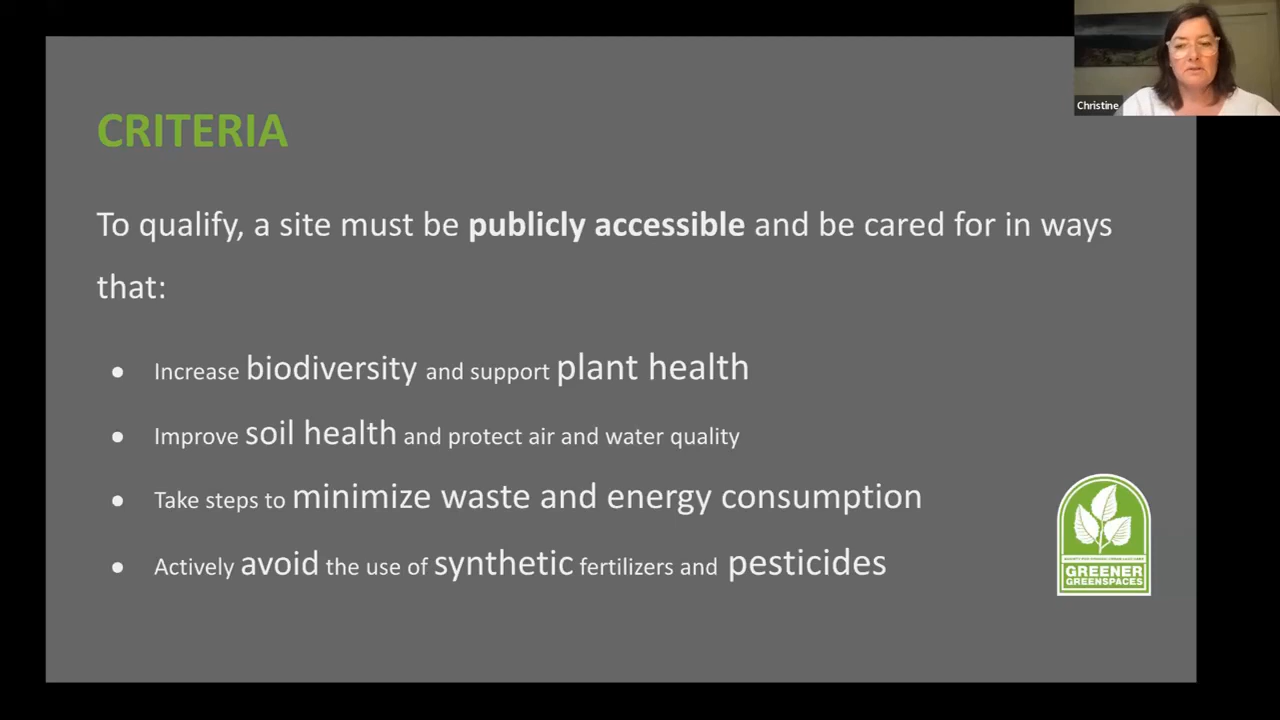 Christine
CRITERIA
To qualify, a site must be publicly accessible and be cared for in ways
that:
● Increase biodiversity and support plant health
● Improve soil health and protect air and water quality
● Take steps to minimize waste and energy consumption
● Actively avoid the use of synthetic fertilizers and pesticides
GREENER
GREENSPACES